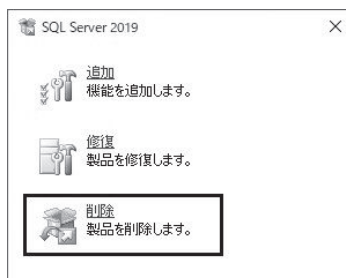 SQL Server 2019
追加
機能を追加します。
修復
製品を修復します。
削除
製品を削除します。